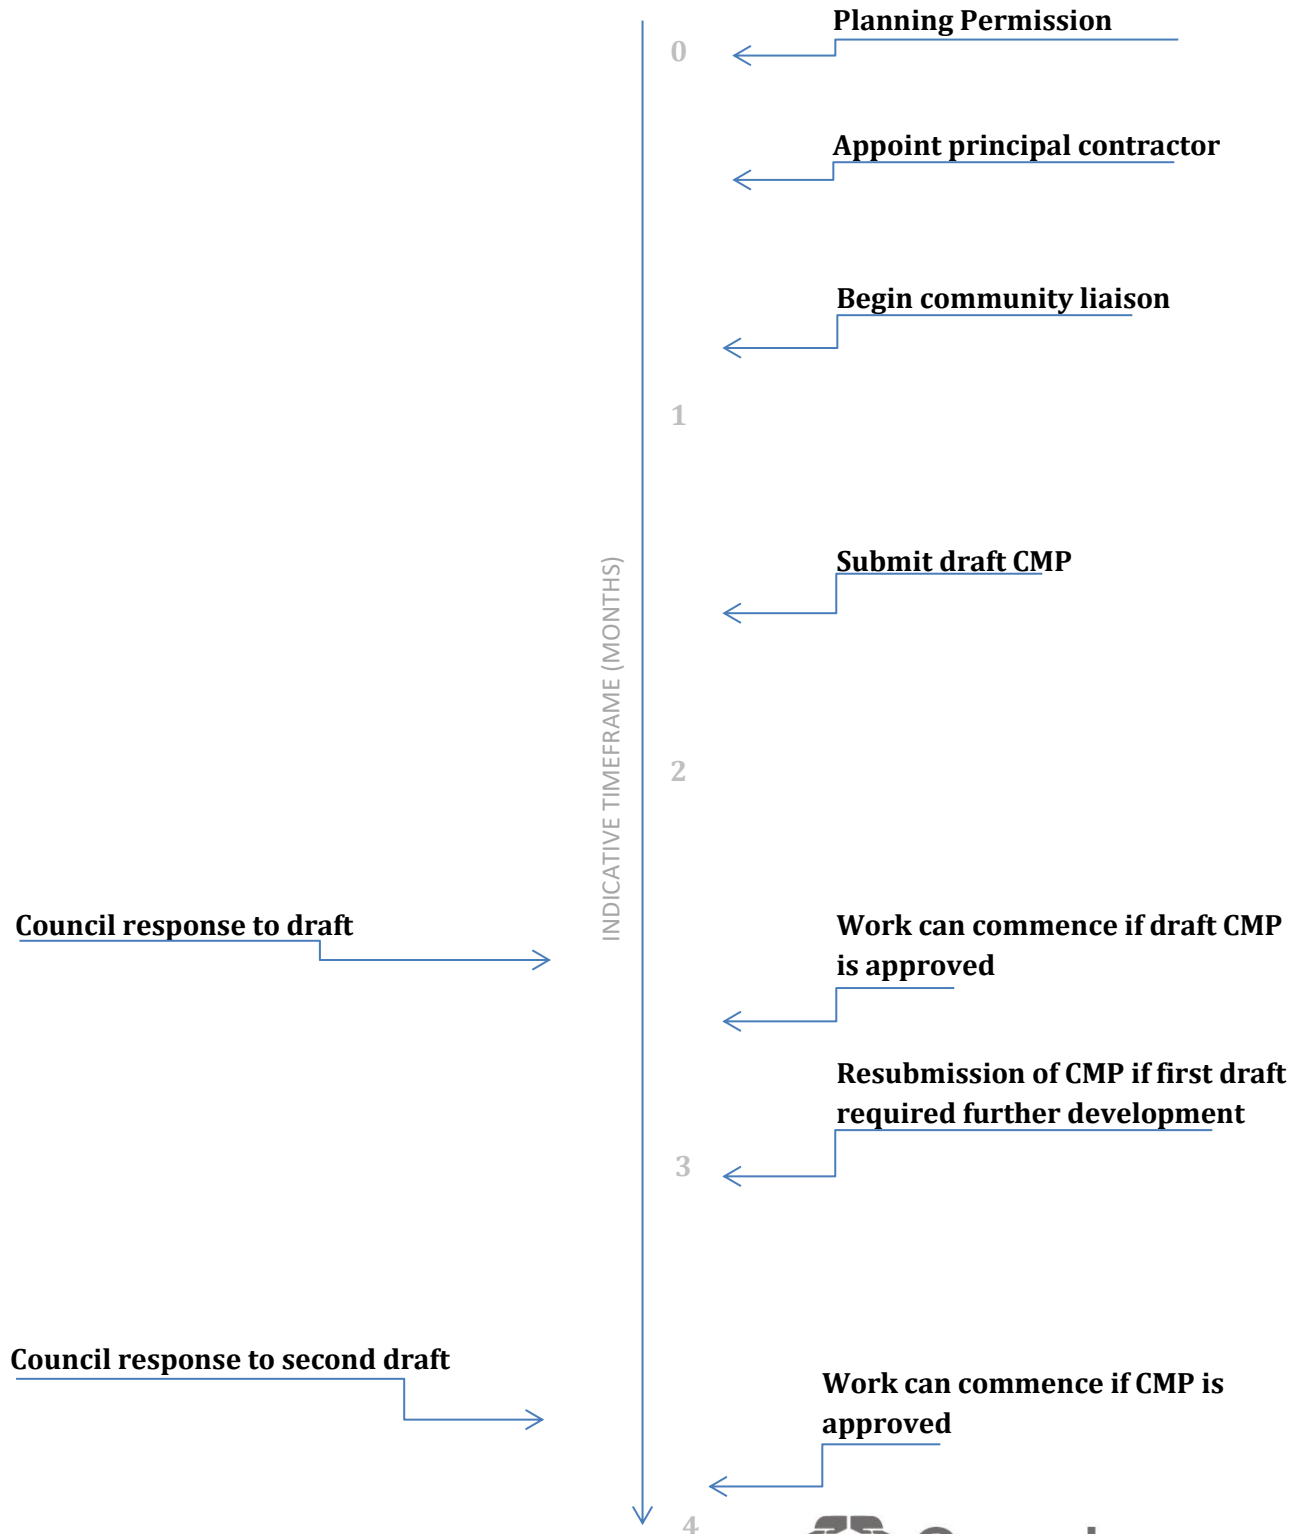 Planning Permission
0
Appoint principal contractor
Begin community liaison
1
Submit draft CMP
INDICATIVE TIMEFRAME (MONTHS)
2
Council response to draft
Work can commence if draft CMP
is approved
Resubmission of CMP if first draft
required further development
3
Council response to second draft
Work can commence if CMP is
approved
4